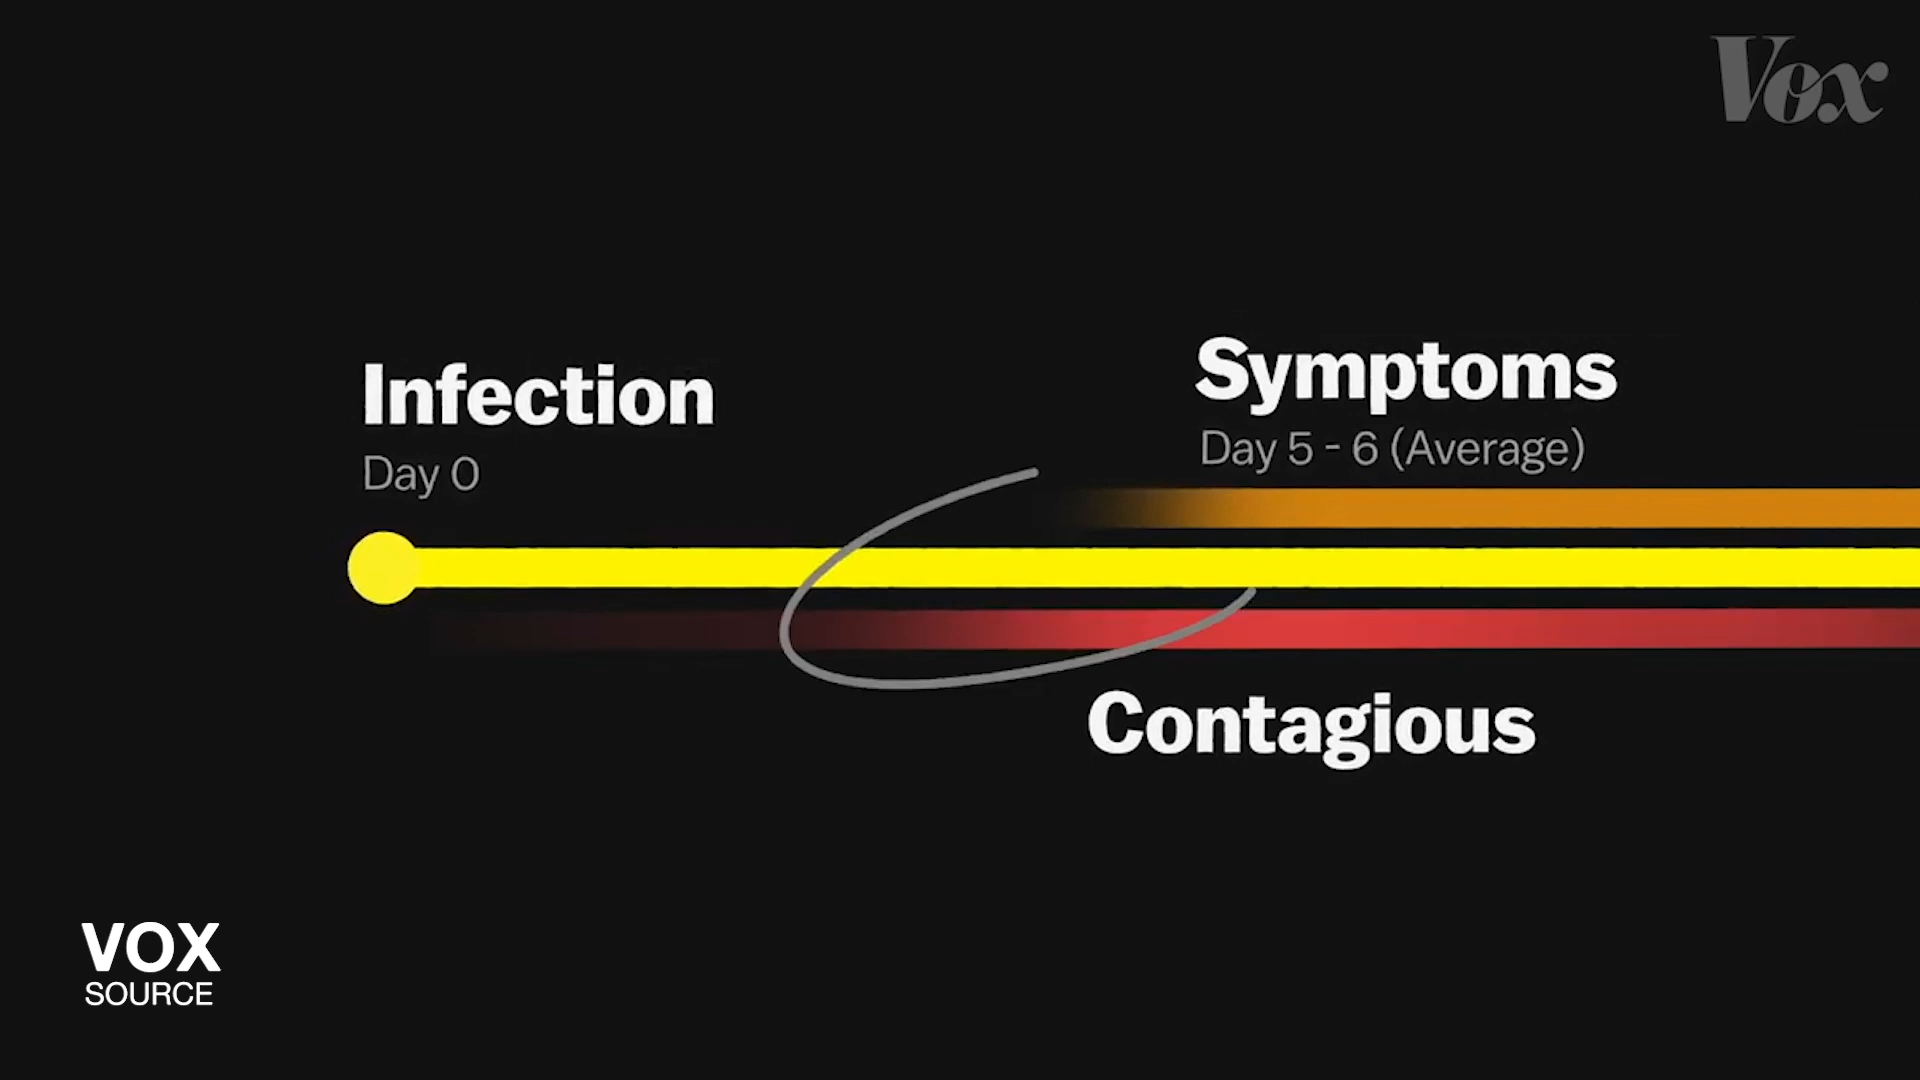 Vox
Infection
Day 0
Symptoms
Day 5 - 6 (Average)
Contagious
VOX
SOURCE